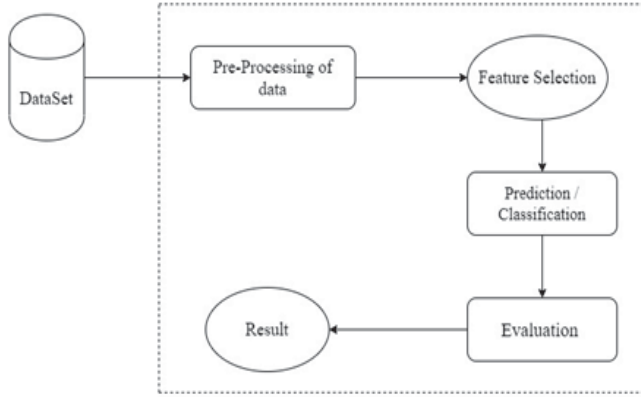 DataSet
Pre-Processing of
data
Feature Selection
Prediction /
Classification
Evaluation
Result